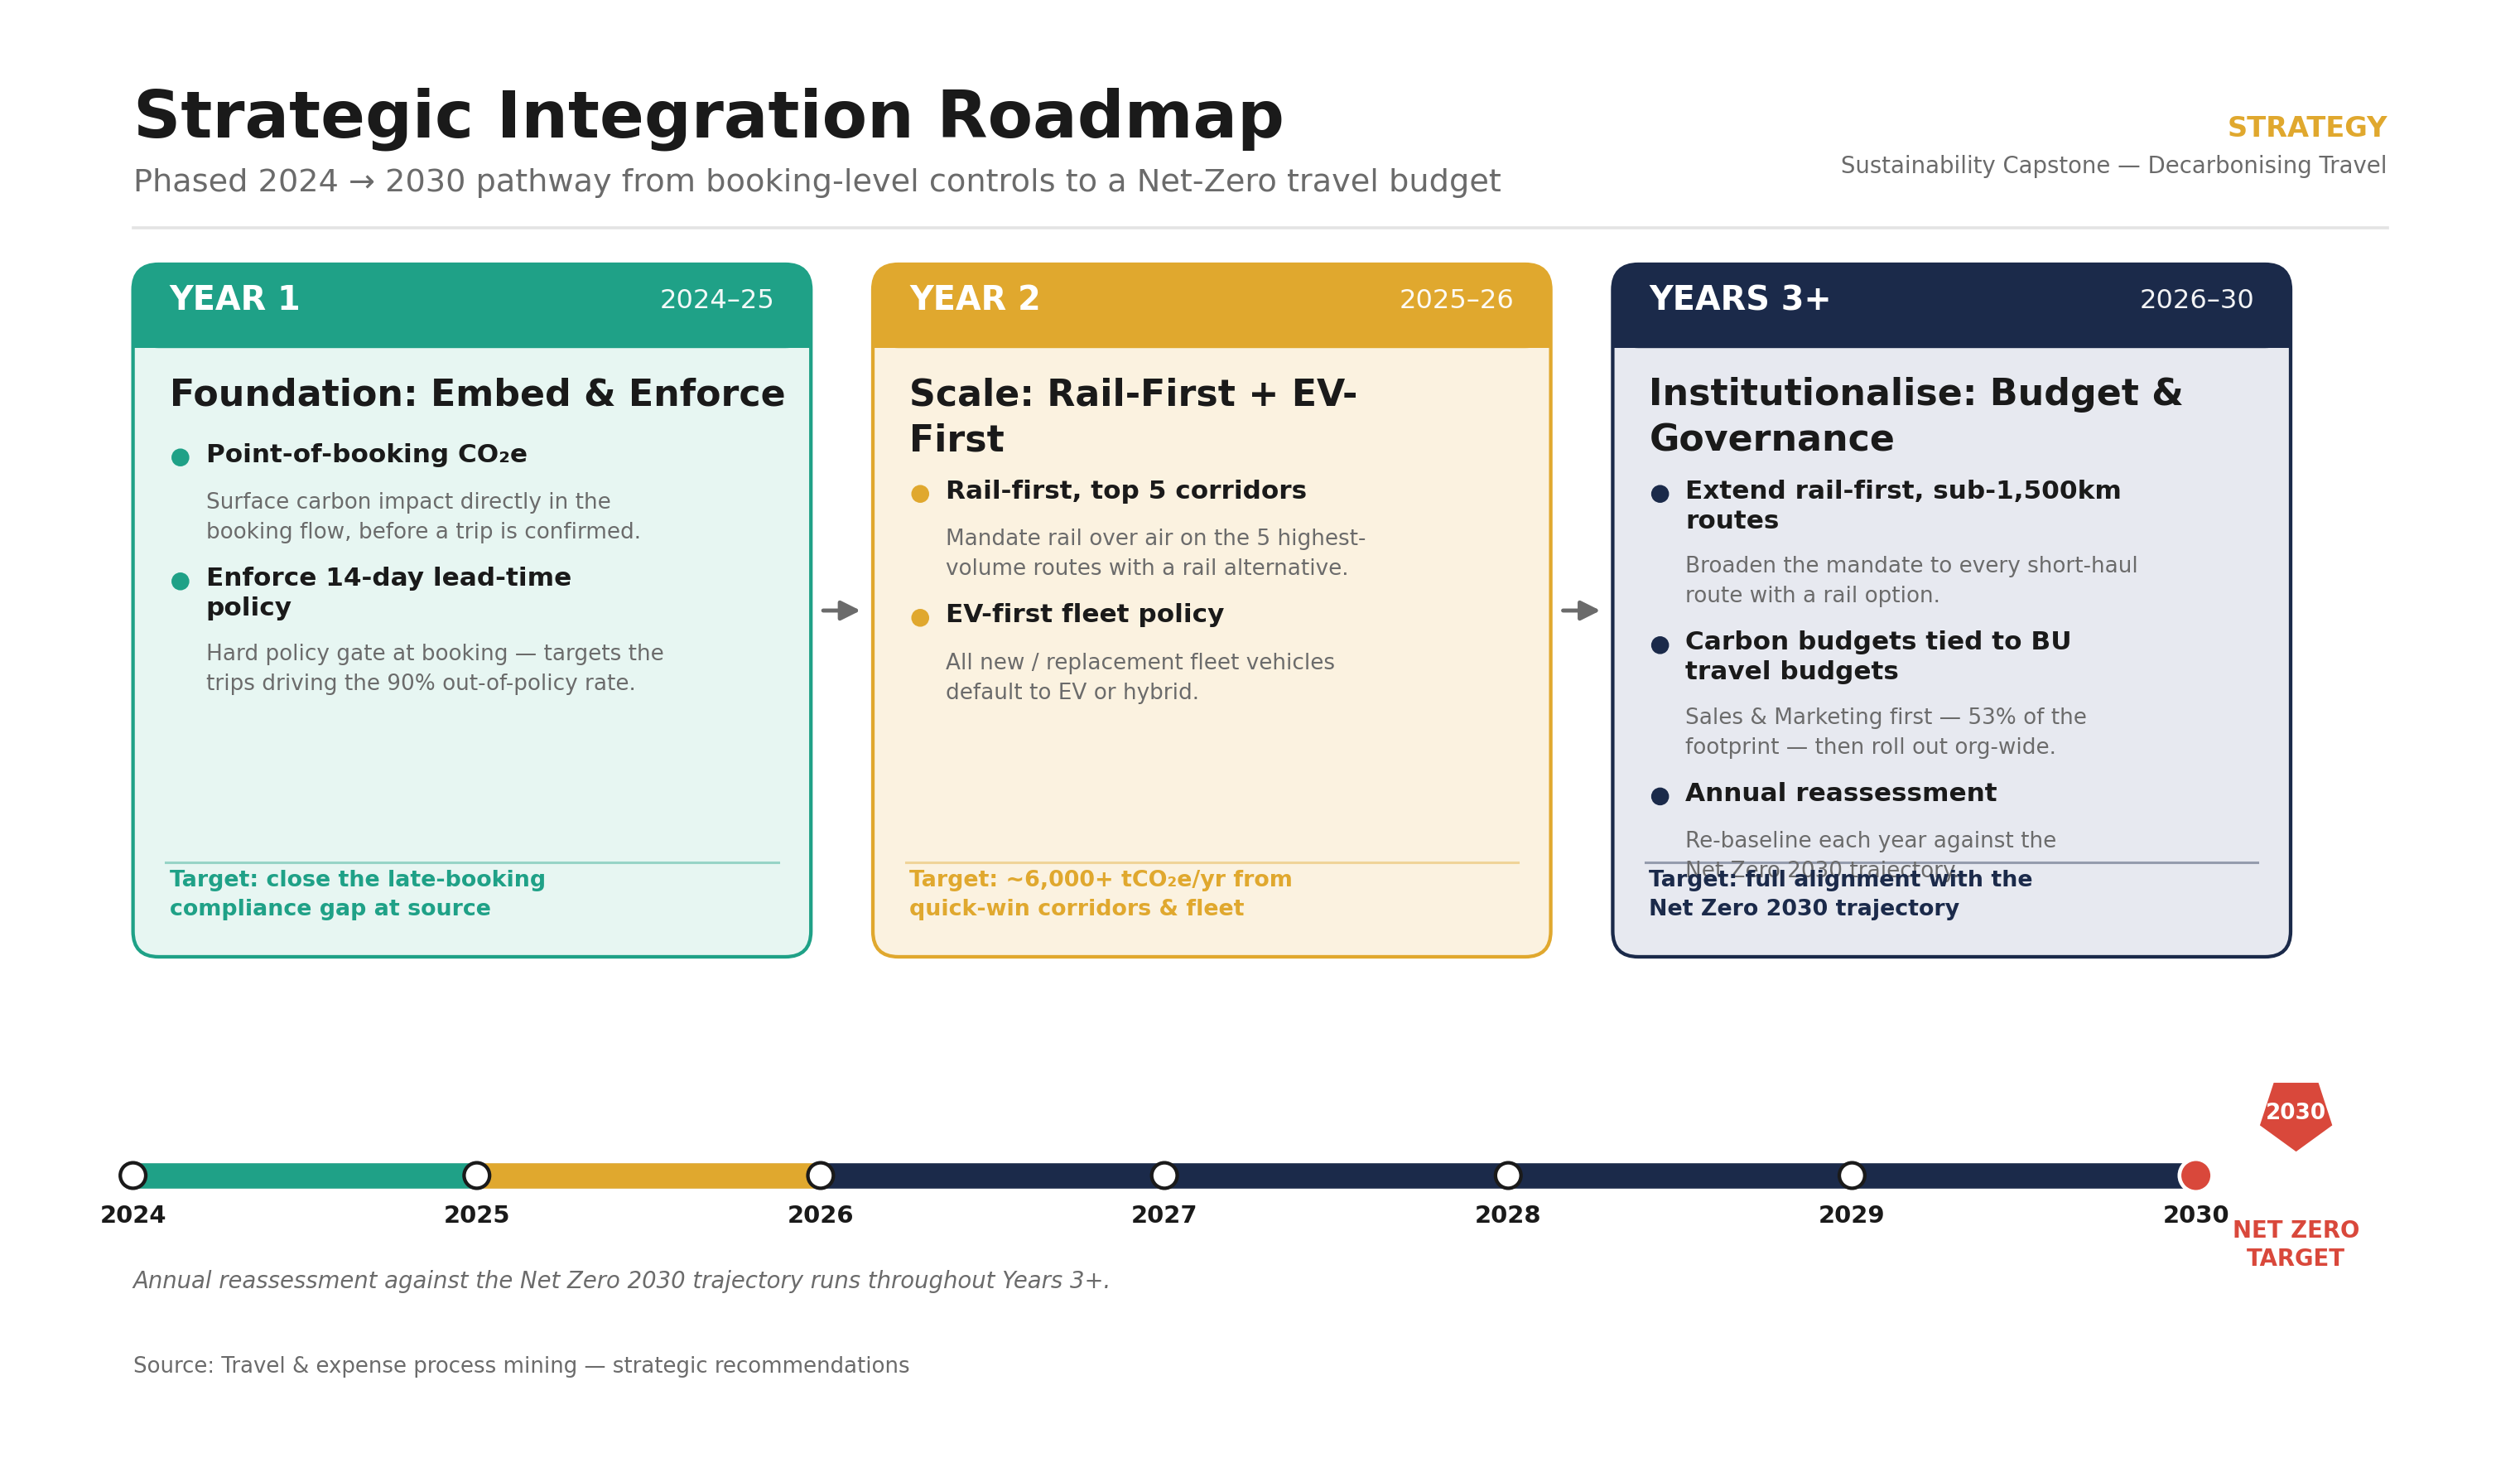 Strategic Integration Roadmap
STRATEGY
Phased 2024 → 2030 pathway from booking-level controls to a Net-Zero travel budget
Sustainability Capstone — Decarbonising Travel
YEAR 1
2024–25
Foundation: Embed & Enforce
Point-of-booking CO₂e
Surface carbon impact directly in the
booking flow, before a trip is confirmed.
Enforce 14-day lead-time
policy
Hard policy gate at booking — targets the
trips driving the 90% out-of-policy rate.
Target: close the late-booking
compliance gap at source
YEAR 2
2025–26
Scale: Rail-First + EV-
First
Rail-first, top 5 corridors
Mandate rail over air on the 5 highest-
volume routes with a rail alternative.
EV-first fleet policy
All new / replacement fleet vehicles
default to EV or hybrid.
Target: ~6,000+ tCO₂e/yr from
quick-win corridors & fleet
YEARS 3+
2026–30
Institutionalise: Budget &
Governance
Extend rail-first, sub-1,500km
routes
Broaden the mandate to every short-haul
route with a rail option.
Carbon budgets tied to BU
travel budgets
Sales & Marketing first — 53% of the
footprint — then roll out org-wide.
Annual reassessment
Re-baseline each year against the
Net Zero 2030 trajectory.
Target: full alignment with the
Net Zero 2030 trajectory
2030
2024
2025
2026
2027
2028
2029
2030
NET ZERO
TARGET
Annual reassessment against the Net Zero 2030 trajectory runs throughout Years 3+.
Source: Travel & expense process mining — strategic recommendations